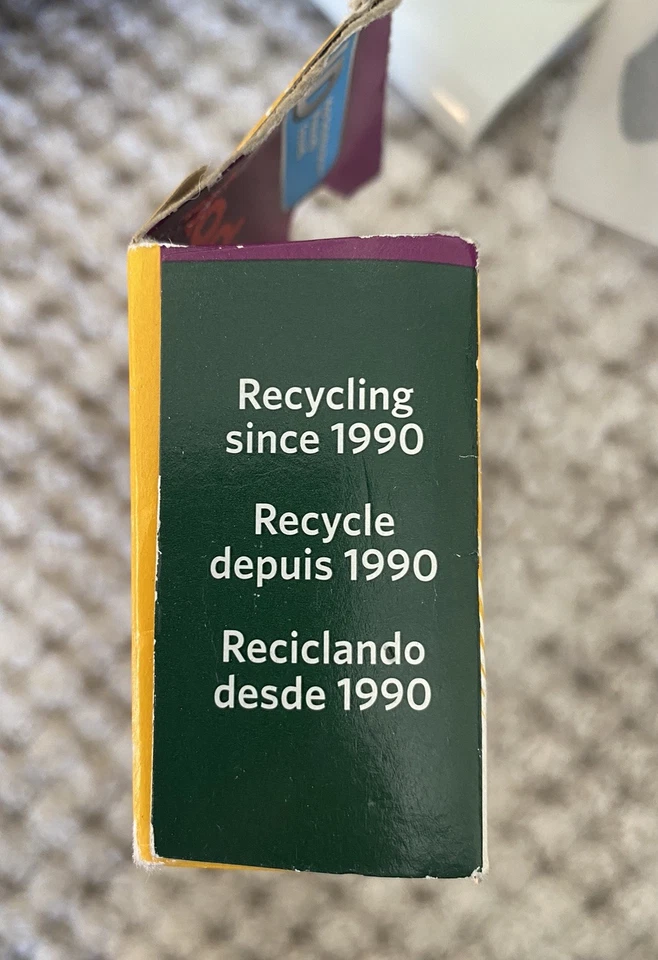 Recycling
since 1990
Recycle
depuis 1990
Reciclando
desde 1990